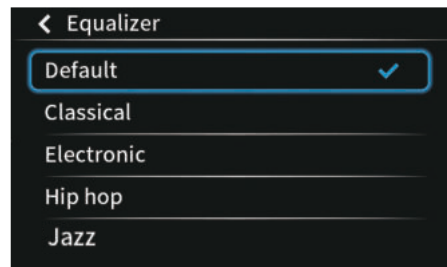 Equalizer
Default
Classical
Electronic
Hip hop
Jazz